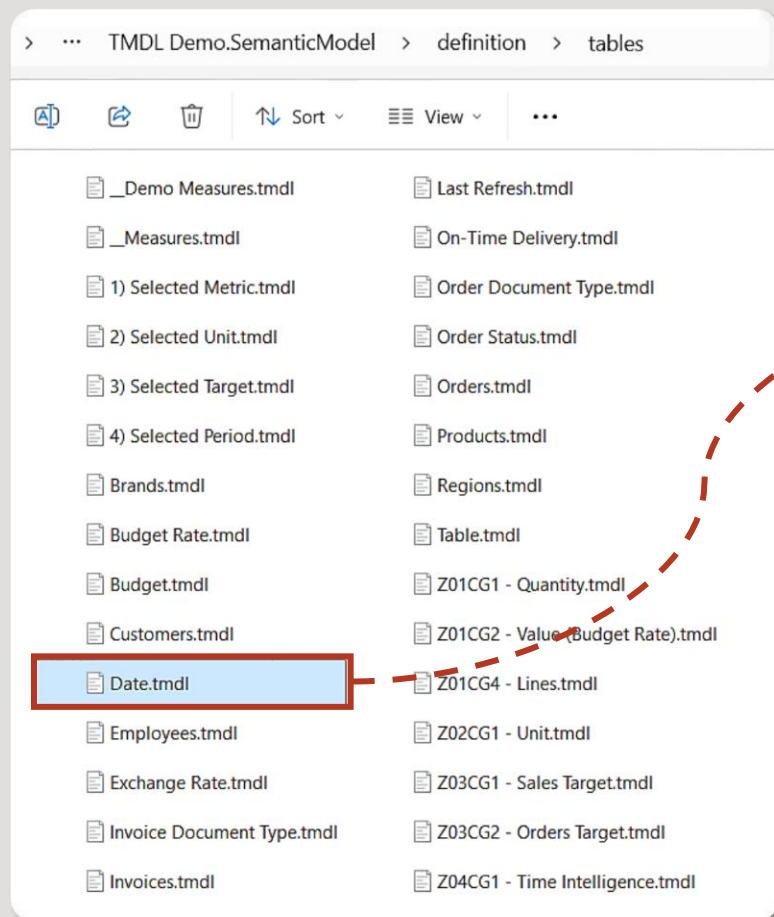 > ... TMDL Demo.SemanticModel > definition > tables
Sort View ...
__Demo Measures.tmdl
__Measures.tmdl
1) Selected Metric.tmdl
2) Selected Unit.tmdl
3) Selected Target.tmdl
4) Selected Period.tmdl
Brands.tmdl
Budget Rate.tmdl
Budget.tmdl
Customers.tmdl
Date.tmdl
Employees.tmdl
Exchange Rate.tmdl
Invoice Document Type.tmdl
Invoices.tmdl
Last Refresh.tmdl
On-Time Delivery.tmdl
Order Document Type.tmdl
Order Status.tmdl
Orders.tmdl
Products.tmdl
Regions.tmdl
Table.tmdl
Z01CG1 - Quantity.tmdl
Z01CG2 - Value (Budget Rate).tmdl
Z01CG4 - Lines.tmdl
Z02CG1 - Unit.tmdl
Z03CG1 - Sales Target.tmdl
Z03CG2 - Orders Target.tmdl
Z04CG1 - Time Intelligence.tmdl